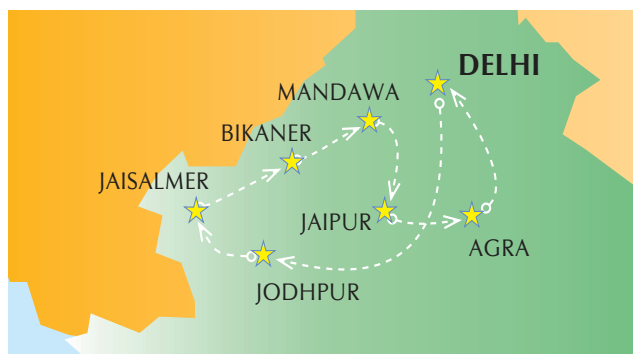 DELHI
MANDAWA
BIKANER
JAISALMER
JAIPUR
AGRA
JODHPUR